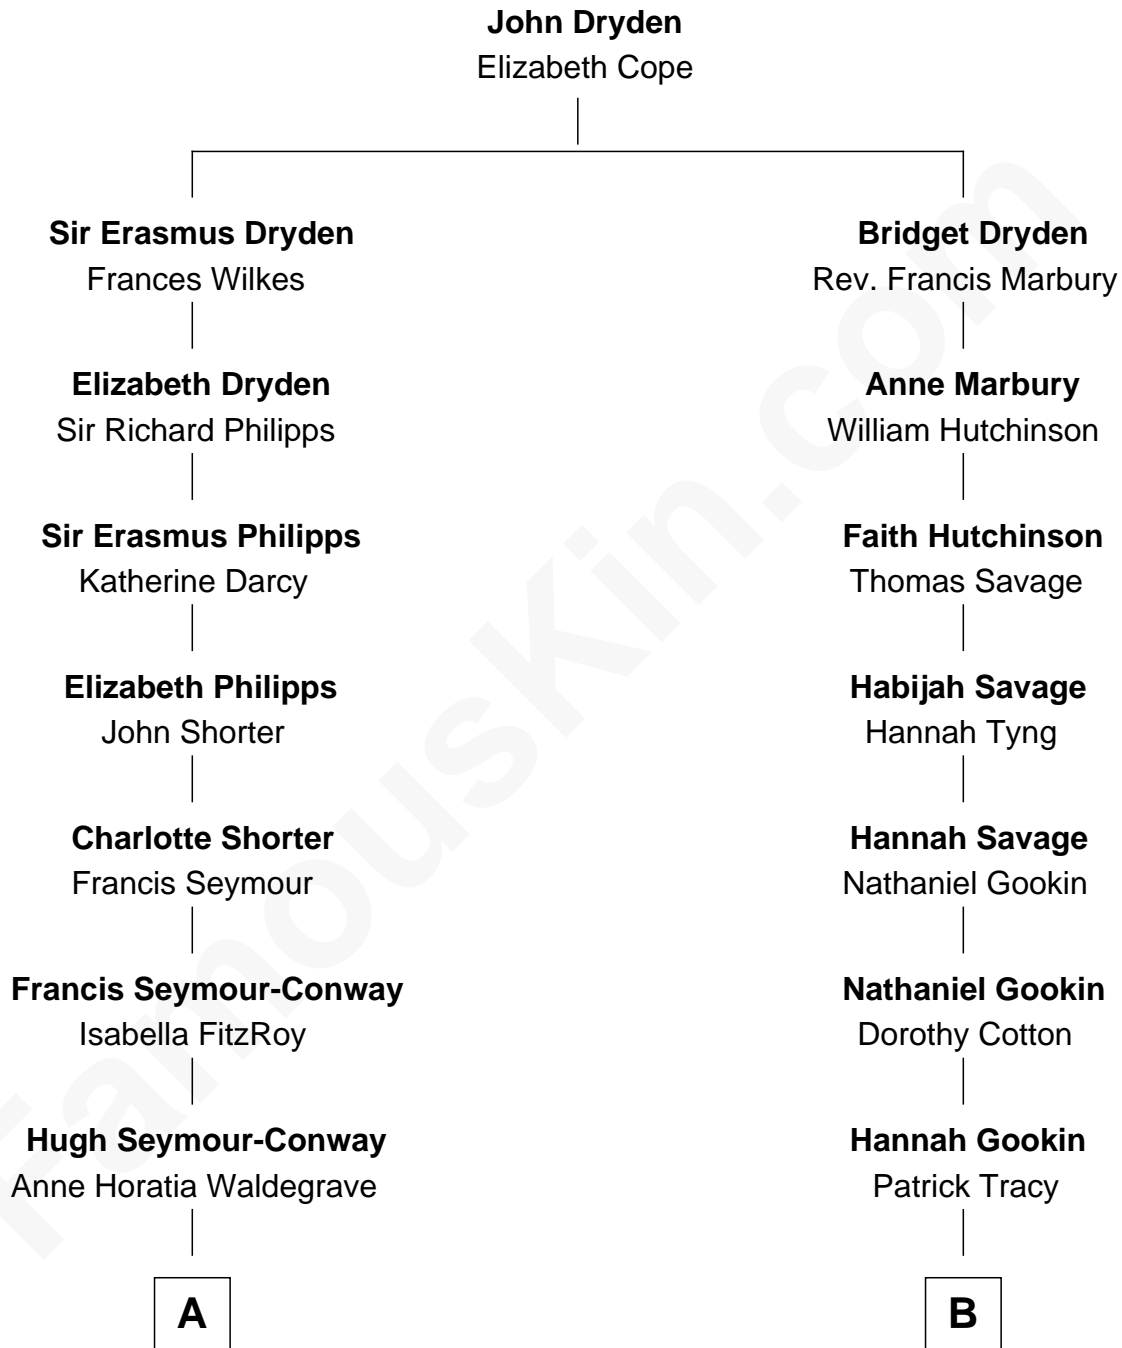 John Dryden
Elizabeth Cope
Sir Erasmus Dryden
Frances Wilkes
Bridget Dryden
Rev. Francis Marbury
Elizabeth Dryden
Sir Richard Philipps
Anne Marbury
William Hutchinson
Sir Erasmus Philipps
Katherine Darcy
Faith Hutchinson
Thomas Savage
Elizabeth Philipps
John Shorter
Habijah Savage
Hannah Tyng
Charlotte Shorter
Francis Seymour
Hannah Savage
Nathaniel Gookin
Francis Seymour-Conway
Isabella FitzRoy
Nathaniel Gookin
Dorothy Cotton
Hugh Seymour-Conway
Anne Horatia Waldegrave
Hannah Gookin
Patrick Tracy
A
B
FamousKin.com